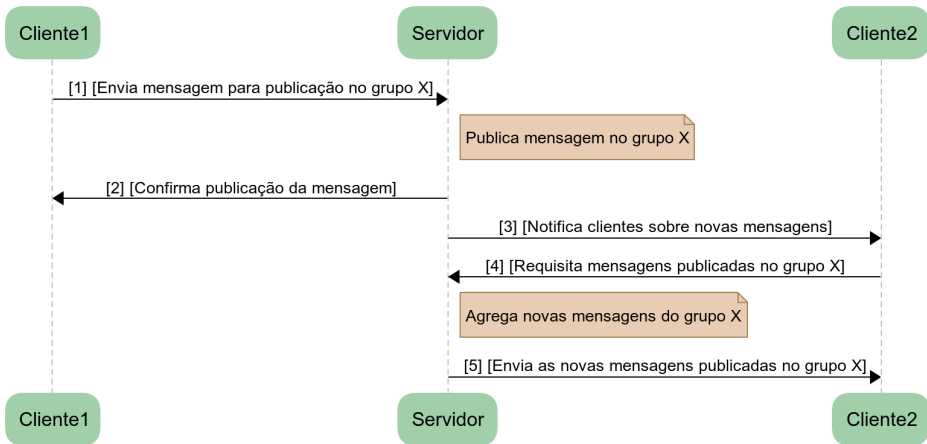 Cliente1
Servidor
Cliente2
[1] [Envia mensagem para publicação no grupo X]
Publica mensagem no grupo X
[2] [Confirma publicação da mensagem]
[3] [Notifica clientes sobre novas mensagens]
[4] [Requisita mensagens publicadas no grupo X]
Agrega novas mensagens do grupo X
[5] [Envia as novas mensagens publicadas no grupo X]
Cliente1
Servidor
Cliente2